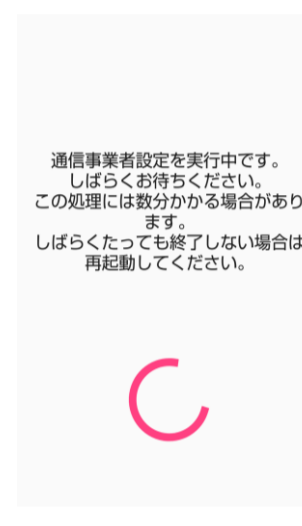 通信事業者設定を実行中です。
しばらくお待ちください。
この処理には数分かかる場合があり
ます。
しばらくたっても終了しない場合は
再起動してください。